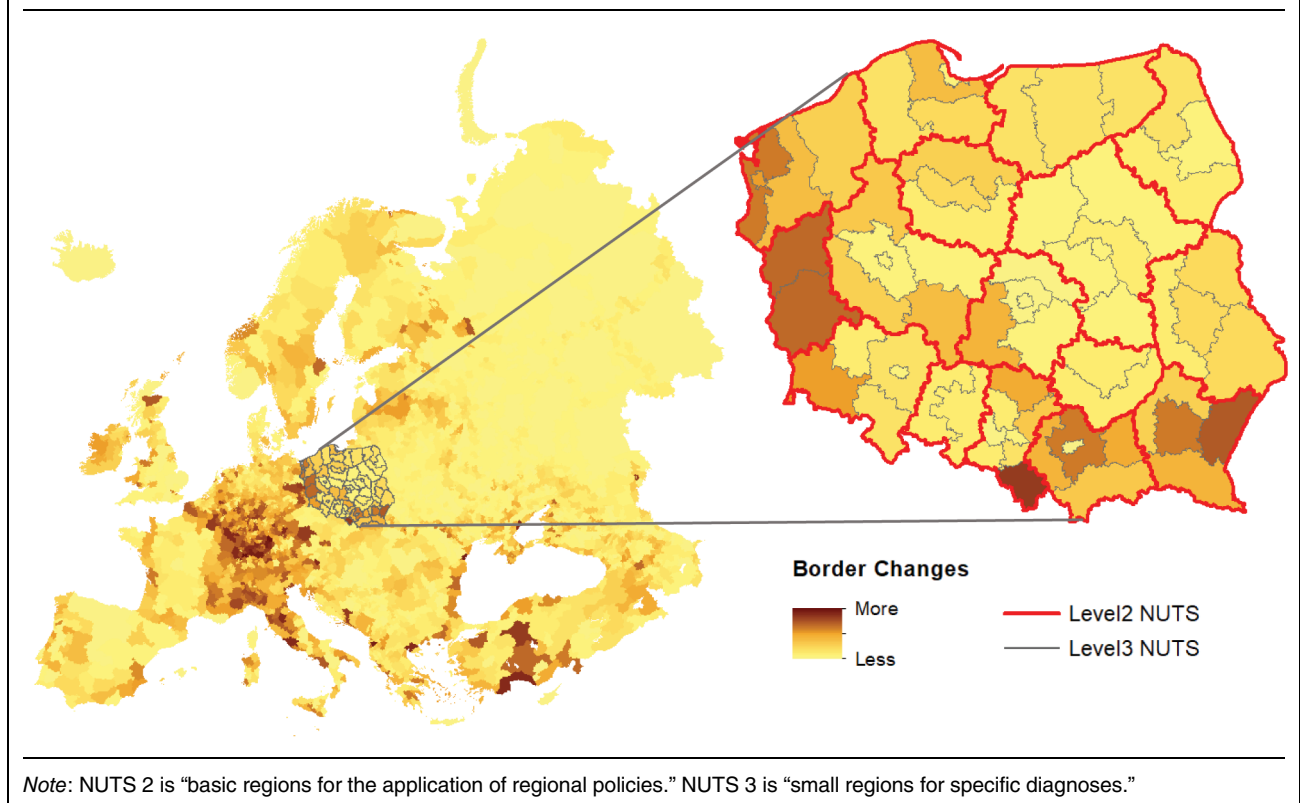 Border Changes
More
Less
Level2 NUTS
Level3 NUTS
Note: NUTS 2 is “basic regions for the application of regional policies.” NUTS 3 is “small regions for specific diagnoses.”